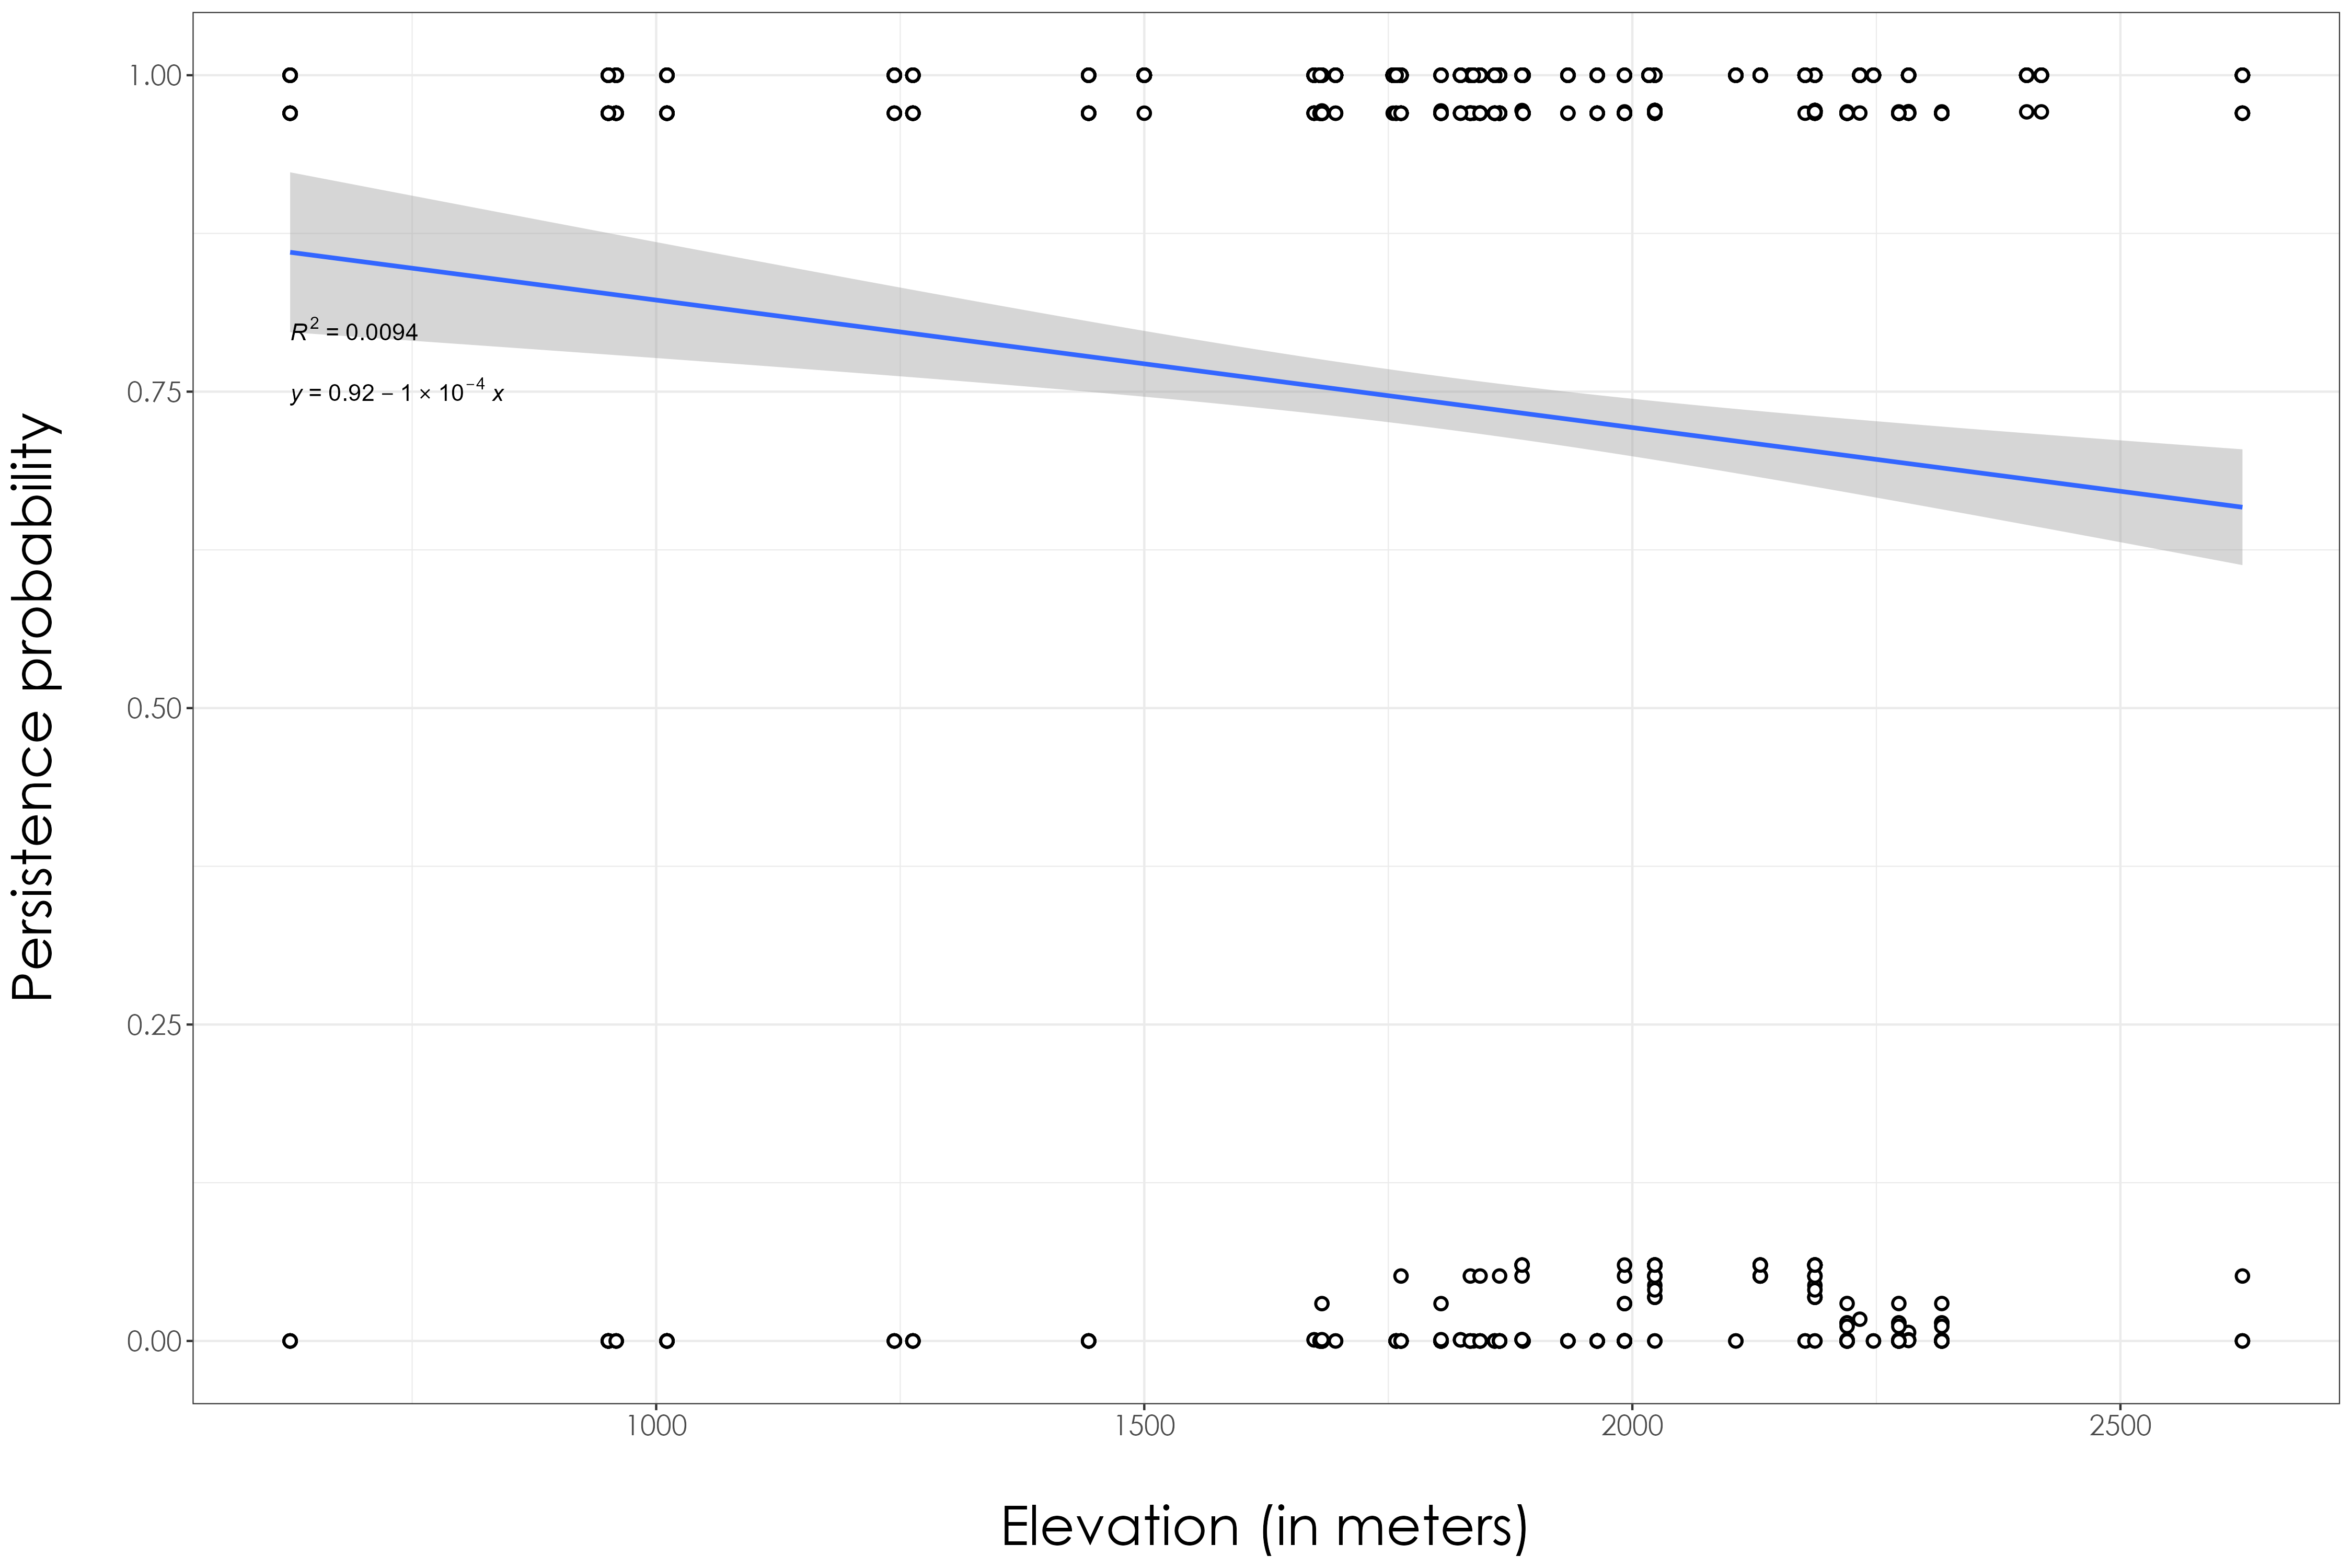 Persistence probability
1.00
0.75
0.50
0.25
0.00
R² = 0.0094
y = 0.92 − 1 × 10⁻⁴ x
1000 1500 2000 2500
Elevation (in meters)